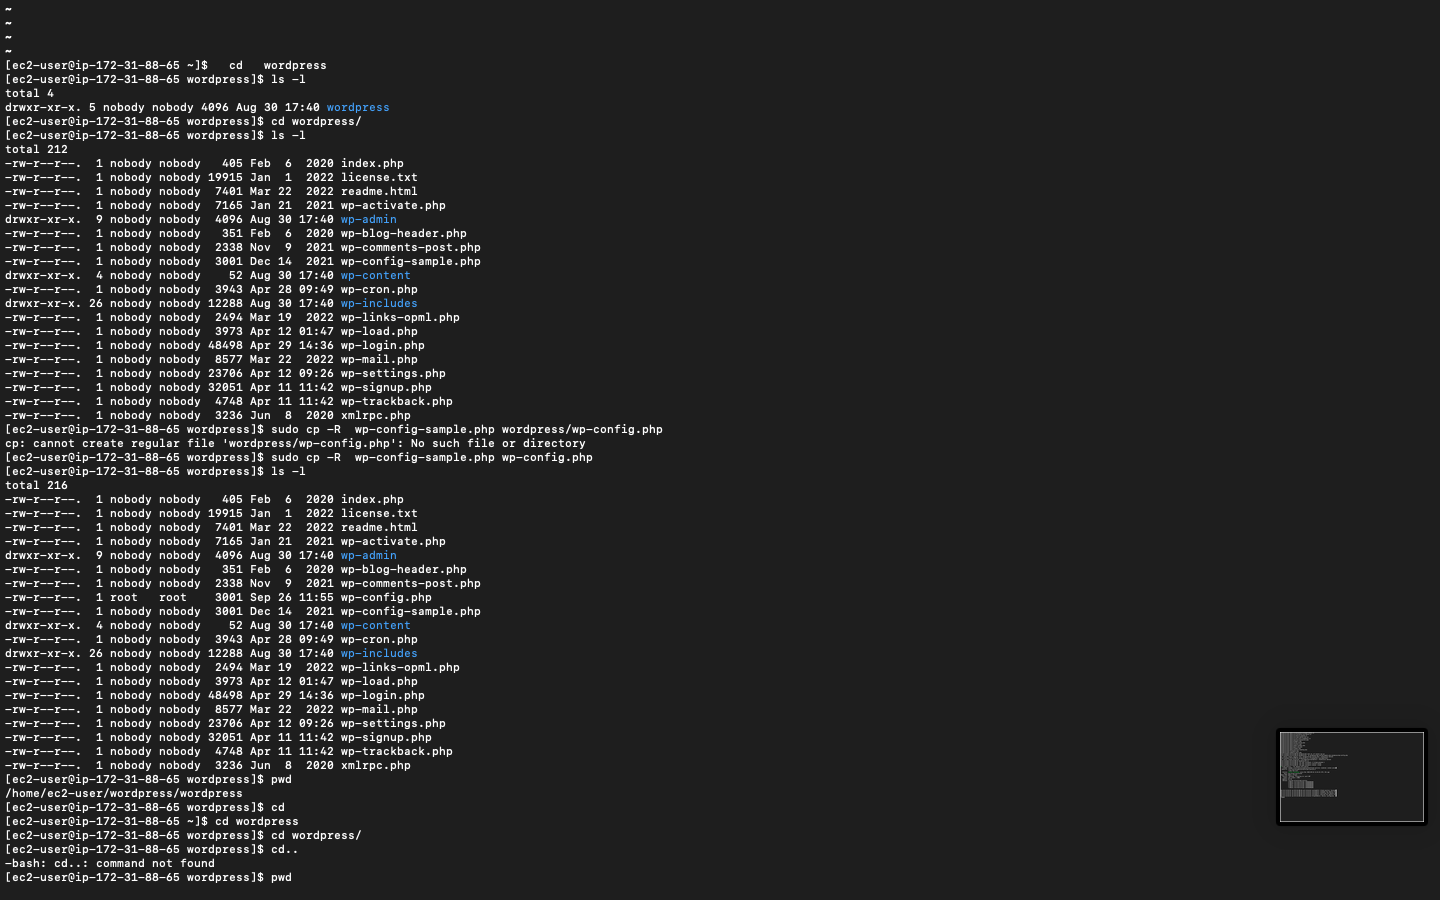 ~
~
~
~
[ec2-user@ip-172-31-88-65 ~]$   cd   wordpress
[ec2-user@ip-172-31-88-65 wordpress]$ ls -l
total 4
drwxr-xr-x. 5 nobody nobody 4096 Aug 30 17:40 wordpress
[ec2-user@ip-172-31-88-65 wordpress]$ cd wordpress/
[ec2-user@ip-172-31-88-65 wordpress]$ ls -l
total 212
-rw-r--r--.  1 nobody nobody   405 Feb  6  2020 index.php
-rw-r--r--.  1 nobody nobody 19915 Jan  1  2022 license.txt
-rw-r--r--.  1 nobody nobody  7401 Mar 22  2022 readme.html
-rw-r--r--.  1 nobody nobody  7165 Jan 21  2021 wp-activate.php
drwxr-xr-x.  9 nobody nobody  4096 Aug 30 17:40 wp-admin
-rw-r--r--.  1 nobody nobody   351 Feb  6  2020 wp-blog-header.php
-rw-r--r--.  1 nobody nobody  2338 Nov  9  2021 wp-comments-post.php
-rw-r--r--.  1 nobody nobody  3001 Dec 14  2021 wp-config-sample.php
drwxr-xr-x.  4 nobody nobody    52 Aug 30 17:40 wp-content
-rw-r--r--.  1 nobody nobody  3943 Apr 28 09:49 wp-cron.php
drwxr-xr-x. 26 nobody nobody 12288 Aug 30 17:40 wp-includes
-rw-r--r--.  1 nobody nobody  2494 Mar 19  2022 wp-links-opml.php
-rw-r--r--.  1 nobody nobody  3973 Apr 12 01:47 wp-load.php
-rw-r--r--.  1 nobody nobody 48498 Apr 29 14:36 wp-login.php
-rw-r--r--.  1 nobody nobody  8577 Mar 22  2022 wp-mail.php
-rw-r--r--.  1 nobody nobody 23706 Apr 12 09:26 wp-settings.php
-rw-r--r--.  1 nobody nobody 32051 Apr 11 11:42 wp-signup.php
-rw-r--r--.  1 nobody nobody  4748 Apr 11 11:42 wp-trackback.php
-rw-r--r--.  1 nobody nobody  3236 Jun  8  2020 xmlrpc.php
[ec2-user@ip-172-31-88-65 wordpress]$ sudo cp -R  wp-config-sample.php wordpress/wp-config.php
cp: cannot create regular file 'wordpress/wp-config.php': No such file or directory
[ec2-user@ip-172-31-88-65 wordpress]$ sudo cp -R  wp-config-sample.php wp-config.php
[ec2-user@ip-172-31-88-65 wordpress]$ ls -l
total 216
-rw-r--r--.  1 nobody nobody   405 Feb  6  2020 index.php
-rw-r--r--.  1 nobody nobody 19915 Jan  1  2022 license.txt
-rw-r--r--.  1 nobody nobody  7401 Mar 22  2022 readme.html
-rw-r--r--.  1 nobody nobody  7165 Jan 21  2021 wp-activate.php
drwxr-xr-x.  9 nobody nobody  4096 Aug 30 17:40 wp-admin
-rw-r--r--.  1 nobody nobody   351 Feb  6  2020 wp-blog-header.php
-rw-r--r--.  1 nobody nobody  2338 Nov  9  2021 wp-comments-post.php
-rw-r--r--.  1 root   root    3001 Sep 26 11:55 wp-config.php
-rw-r--r--.  1 nobody nobody  3001 Dec 14  2021 wp-config-sample.php
drwxr-xr-x.  4 nobody nobody    52 Aug 30 17:40 wp-content
-rw-r--r--.  1 nobody nobody  3943 Apr 28 09:49 wp-cron.php
drwxr-xr-x. 26 nobody nobody 12288 Aug 30 17:40 wp-includes
-rw-r--r--.  1 nobody nobody  2494 Mar 19  2022 wp-links-opml.php
-rw-r--r--.  1 nobody nobody  3973 Apr 12 01:47 wp-load.php
-rw-r--r--.  1 nobody nobody 48498 Apr 29 14:36 wp-login.php
-rw-r--r--.  1 nobody nobody  8577 Mar 22  2022 wp-mail.php
-rw-r--r--.  1 nobody nobody 23706 Apr 12 09:26 wp-settings.php
-rw-r--r--.  1 nobody nobody 32051 Apr 11 11:42 wp-signup.php
-rw-r--r--.  1 nobody nobody  4748 Apr 11 11:42 wp-trackback.php
-rw-r--r--.  1 nobody nobody  3236 Jun  8  2020 xmlrpc.php
[ec2-user@ip-172-31-88-65 wordpress]$ pwd
/home/ec2-user/wordpress/wordpress
[ec2-user@ip-172-31-88-65 wordpress]$ cd
[ec2-user@ip-172-31-88-65 ~]$ cd wordpress
[ec2-user@ip-172-31-88-65 wordpress]$ cd wordpress/
[ec2-user@ip-172-31-88-65 wordpress]$ cd..
-bash: cd..: command not found
[ec2-user@ip-172-31-88-65 wordpress]$ pwd